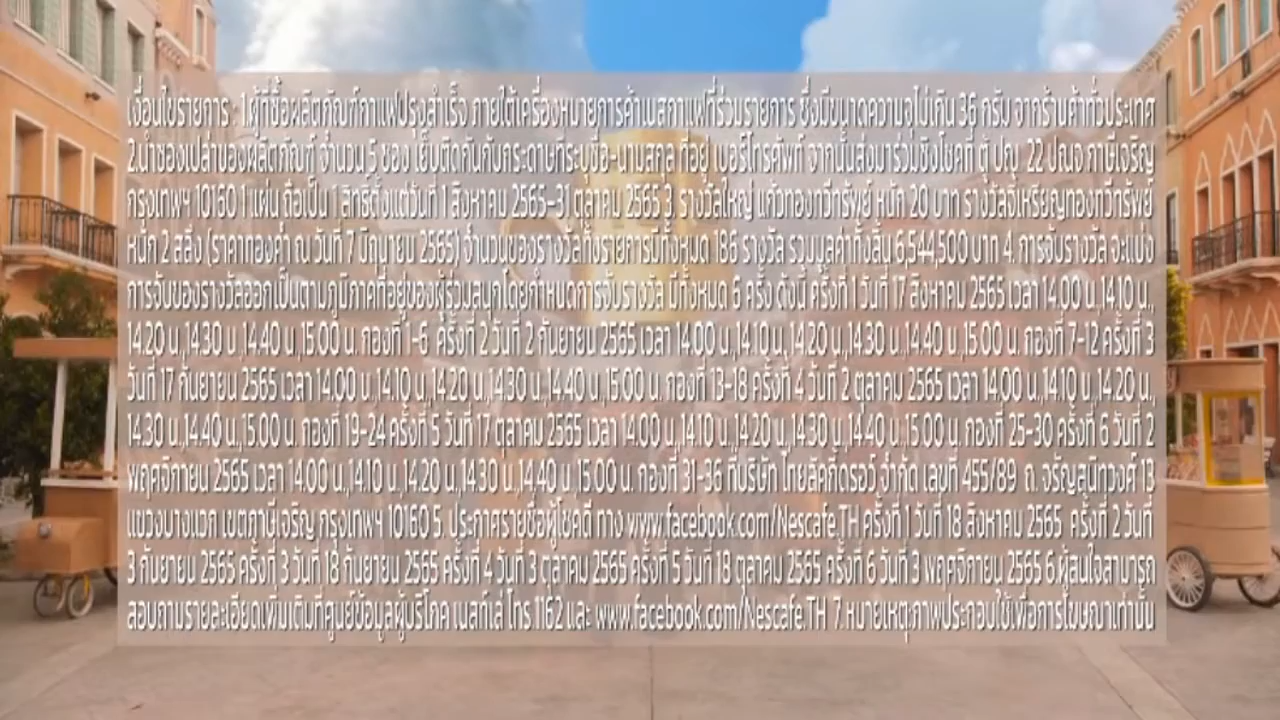 เงื่อนไขรายการ : 1.ผู้ที่ซื้อผลิตภัณฑ์กาแฟปรุงสำเร็จ ภายใต้เครื่องหมายการค้าเนสกาแฟที่ร่วมรายการ ซึ่งมีขนาดความจุไม่เกิน 36 กรัม จากร้านค้าทั่วประเทศ
2.นำซองเปล่าของผลิตภัณฑ์ จำนวน 5 ซอง เย็บติดกันกับกระดาษที่ระบุชื่อ-นามสกุล ที่อยู่ เบอร์โทรศัพท์ จากนั้นส่งมาร่วมชิงโชคที่ ตู้ ปณ. 22 ปณจ.ภาษีเจริญ
กรุงเทพฯ 10160 1 แผ่น ถือเป็น 1 สิทธิ์ตั้งแต่วันที่ 1 สิงหาคม 2565-31 ตุลาคม 2565 3. รางวัลใหญ่ แก้วทองทวีทรัพย์ หนัก 20 บาท รางวัลจี้เหรียญทองทวีทรัพย์
หนัก 2 สลึง (ราคาทองคำ ณ วันที่ 7 มิถุนายน 2565) จำนวนของรางวัลทั้งรายการมีทั้งหมด 186 รางวัล รวมมูลค่าทั้งสิ้น 6,544,500 บาท 4. การจับรางวัล จะแบ่ง
การจับของรางวัลออกเป็นตามภูมิภาคที่อยู่ของผู้ร่วมสนุกโดยกำหนดการจับรางวัล มีทั้งหมด 6 ครั้ง ดังนี้ ครั้งที่ 1 วันที่ 17 สิงหาคม 2565 เวลา 14.00 น.,14.10 น.,
14.20 น.,14.30 น.,14.40 น.,15.00 น. กองที่ 1-6 ครั้งที่ 2 วันที่ 2 กันยายน 2565 เวลา 14.00 น.,14.10 น.,14.20 น.,14.30 น.,14.40 น.,15.00 น. กองที่ 7-12 ครั้งที่ 3
วันที่ 17 กันยายน 2565 เวลา 14.00 น.,14.10 น.,14.20 น.,14.30 น.,14.40 น.,15.00 น. กองที่ 13-18 ครั้งที่ 4 วันที่ 2 ตุลาคม 2565 เวลา 14.00 น.,14.10 น.,14.20 น.,
14.30 น.,14.40 น.,15.00 น. กองที่ 19-24 ครั้งที่ 5 วันที่ 17 ตุลาคม 2565 เวลา 14.00 น.,14.10 น.,14.20 น.,14.30 น.,14.40 น.,15.00 น. กองที่ 25-30 ครั้งที่ 6 วันที่ 2
พฤศจิกายน 2565 เวลา 14.00 น.,14.10 น.,14.20 น.,14.30 น.,14.40 น.,15.00 น. กองที่ 31-36 ที่บริษัท ไทยลัคกี้ดรอว์ จำกัด เลขที่ 455/89 ถ. จรัญสนิทวงศ์ 13
แขวงบางแวก เขตภาษีเจริญ กรุงเทพฯ 10160 5. ประกาศรายชื่อผู้โชคดี ทาง www.facebook.com/Nescafe.TH ครั้งที่ 1 วันที่ 18 สิงหาคม 2565 ครั้งที่ 2 วันที่
3 กันยายน 2565 ครั้งที่ 3 วันที่ 18 กันยายน 2565 ครั้งที่ 4 วันที่ 3 ตุลาคม 2565 ครั้งที่ 5 วันที่ 18 ตุลาคม 2565 ครั้งที่ 6 วันที่ 3 พฤศจิกายน 2565 6.ผู้สนใจสามารถ
สอบถามรายละเอียดเพิ่มเติมที่ศูนย์ข้อมูลผู้บริโภค เนสท์เล่ โทร 1162 และ www.facebook.com/Nescafe.TH 7. หมายเหตุ:ภาพประกอบใช้เพื่อการโฆษณาเท่านั้น